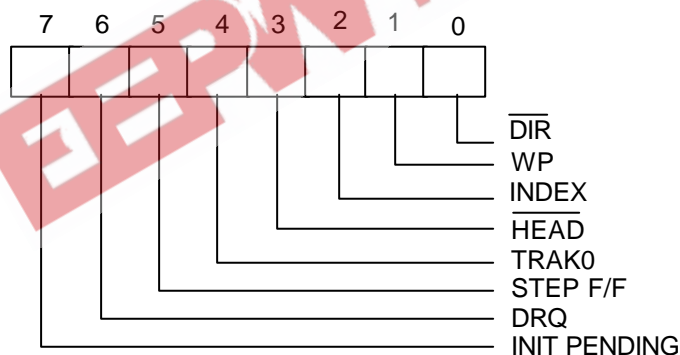 7 6 5 4 3 2 1 0
DIR
WP
INDEX
HEAD
TRAK0
STEP F/F
DRQ
INIT PENDING